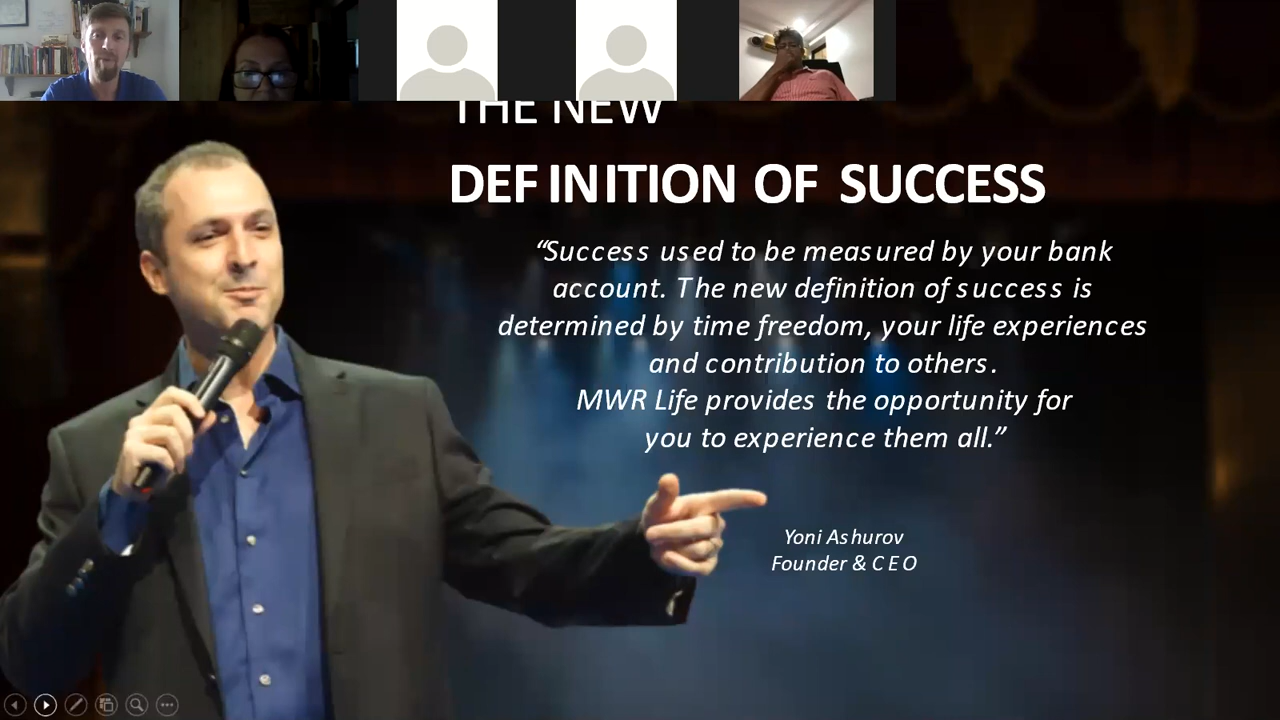 THE NEW
DEFINITION OF SUCCESS
“Success used to be measured by your bank
account. The new definition of success is
determined by time freedom, your life experiences
and contribution to others.
MWR Life provides the opportunity for
you to experience them all.”
Yoni Ashurov
Founder & CEO